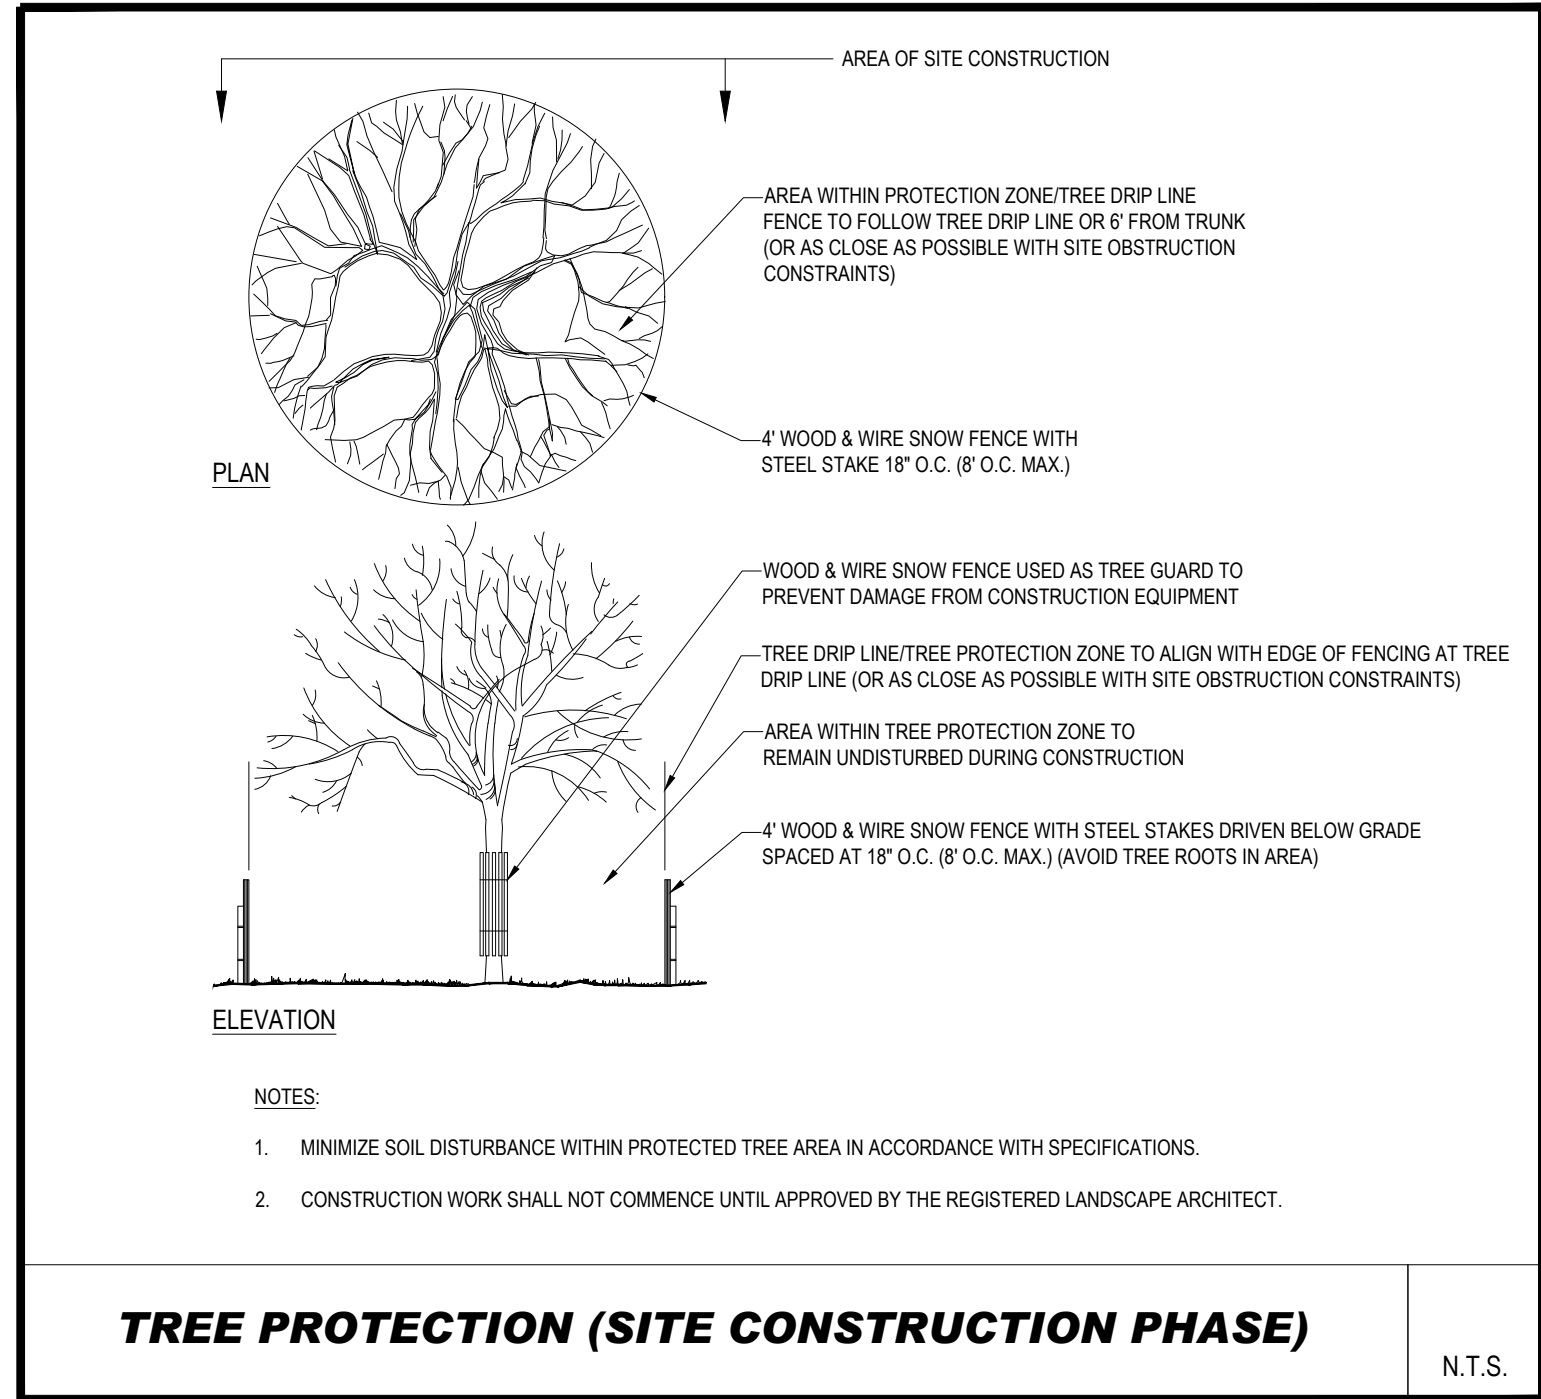 AREA OF SITE CONSTRUCTION
AREA WITHIN PROTECTION ZONE/TREE DRIP LINE
FENCE TO FOLLOW TREE DRIP LINE OR 6' FROM TRUNK
(OR AS CLOSE AS POSSIBLE WITH SITE OBSTRUCTION
CONSTRAINTS)
4' WOOD & WIRE SNOW FENCE WITH
STEEL STAKE 18" O.C. (8' O.C. MAX.)
PLAN
WOOD & WIRE SNOW FENCE USED AS TREE GUARD TO
PREVENT DAMAGE FROM CONSTRUCTION EQUIPMENT
TREE DRIP LINE/TREE PROTECTION ZONE TO ALIGN WITH EDGE OF FENCING AT TREE
DRIP LINE (OR AS CLOSE AS POSSIBLE WITH SITE OBSTRUCTION CONSTRAINTS)
AREA WITHIN TREE PROTECTION ZONE TO
REMAIN UNDISTURBED DURING CONSTRUCTION
4' WOOD & WIRE SNOW FENCE WITH STEEL STAKES DRIVEN BELOW GRADE
SPACED AT 18" O.C. (8' O.C. MAX.) (AVOID TREE ROOTS IN AREA)
ELEVATION
NOTES:
1. MINIMIZE SOIL DISTURBANCE WITHIN PROTECTED TREE AREA IN ACCORDANCE WITH SPECIFICATIONS.
2. CONSTRUCTION WORK SHALL NOT COMMENCE UNTIL APPROVED BY THE REGISTERED LANDSCAPE ARCHITECT.
TREE PROTECTION (SITE CONSTRUCTION PHASE)
N.T.S.